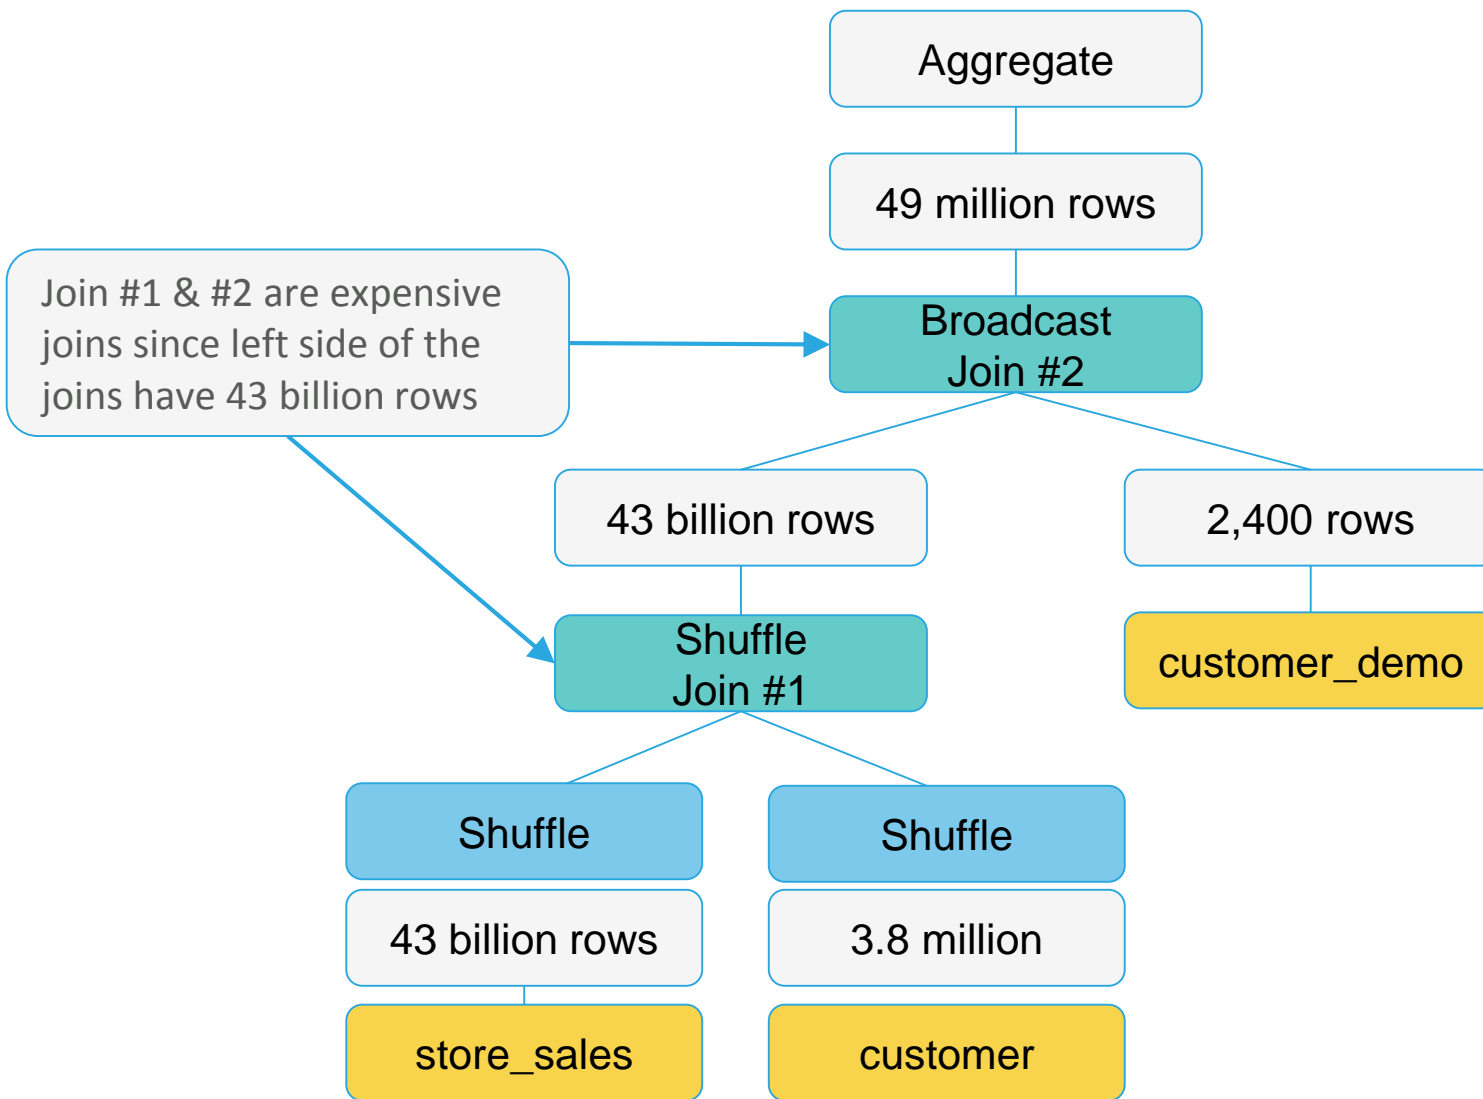 Aggregate
49 million rows
Join #1 & #2 are expensive
joins since left side of the
joins have 43 billion rows
Broadcast
Join #2
43 billion rows
2,400 rows
Shuffle
Join #1
customer_demo
Shuffle
Shuffle
43 billion rows
3.8 million
store_sales
customer